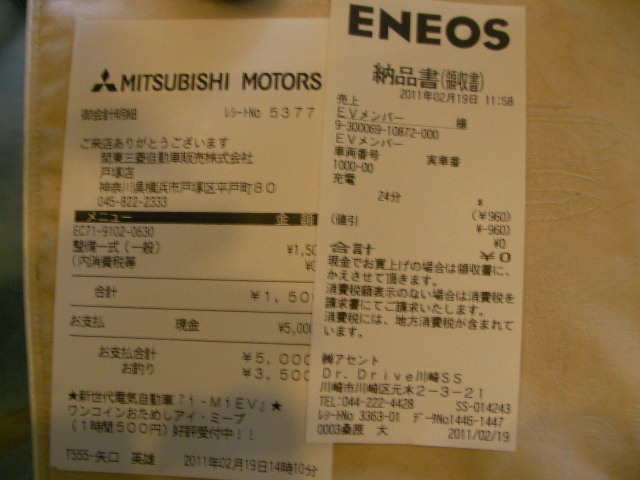 MITSUBISHI MOTORS
御会計明細 レシートNo 5377
ご来店ありがとうございます
関東三菱自動車販売株式会社
戸塚店
神奈川県横浜市戸塚区平戸町80
045-822-2333
メニュー 金額
EC71-9102-0630
整備一式(一般) ¥1,50
(内消費税等 ¥0
合計 ¥1,50
お支払 現金 ¥5,000
お支払合計 ¥5,000
お釣り ¥3,500
★新世代電気自動車『i-MiEV』★
ワンコインおためしアイ・ミーブ
(1時間500円)好評受付中!!
T555-矢口 英雄 2011年02月19日14時10分
ENEOS
納品書(領収書)
2011年02月19日 11:58
売上
EVメンバー 様
9-300069-10872-000
EVメンバー
車両番号 実車番
1000-00
充電
24分 *
(¥960)
(値引 ¥-960)
¥0
合計 ¥0
現金でお買上げの場合は領収書に、
かえさせて頂きます。
消費税額表示のない場合は消費税を
請求書にてご請求いたします。
消費税には、地方消費税が含まれて
います。
㈱アセント
Dr.Drive川崎SS
川崎市川崎区元木2-3-21
TEL:044-222-4428 SS-014243
レシートNo 3363-01 データNo1446-1447
0003桑原 大 2011/02/19